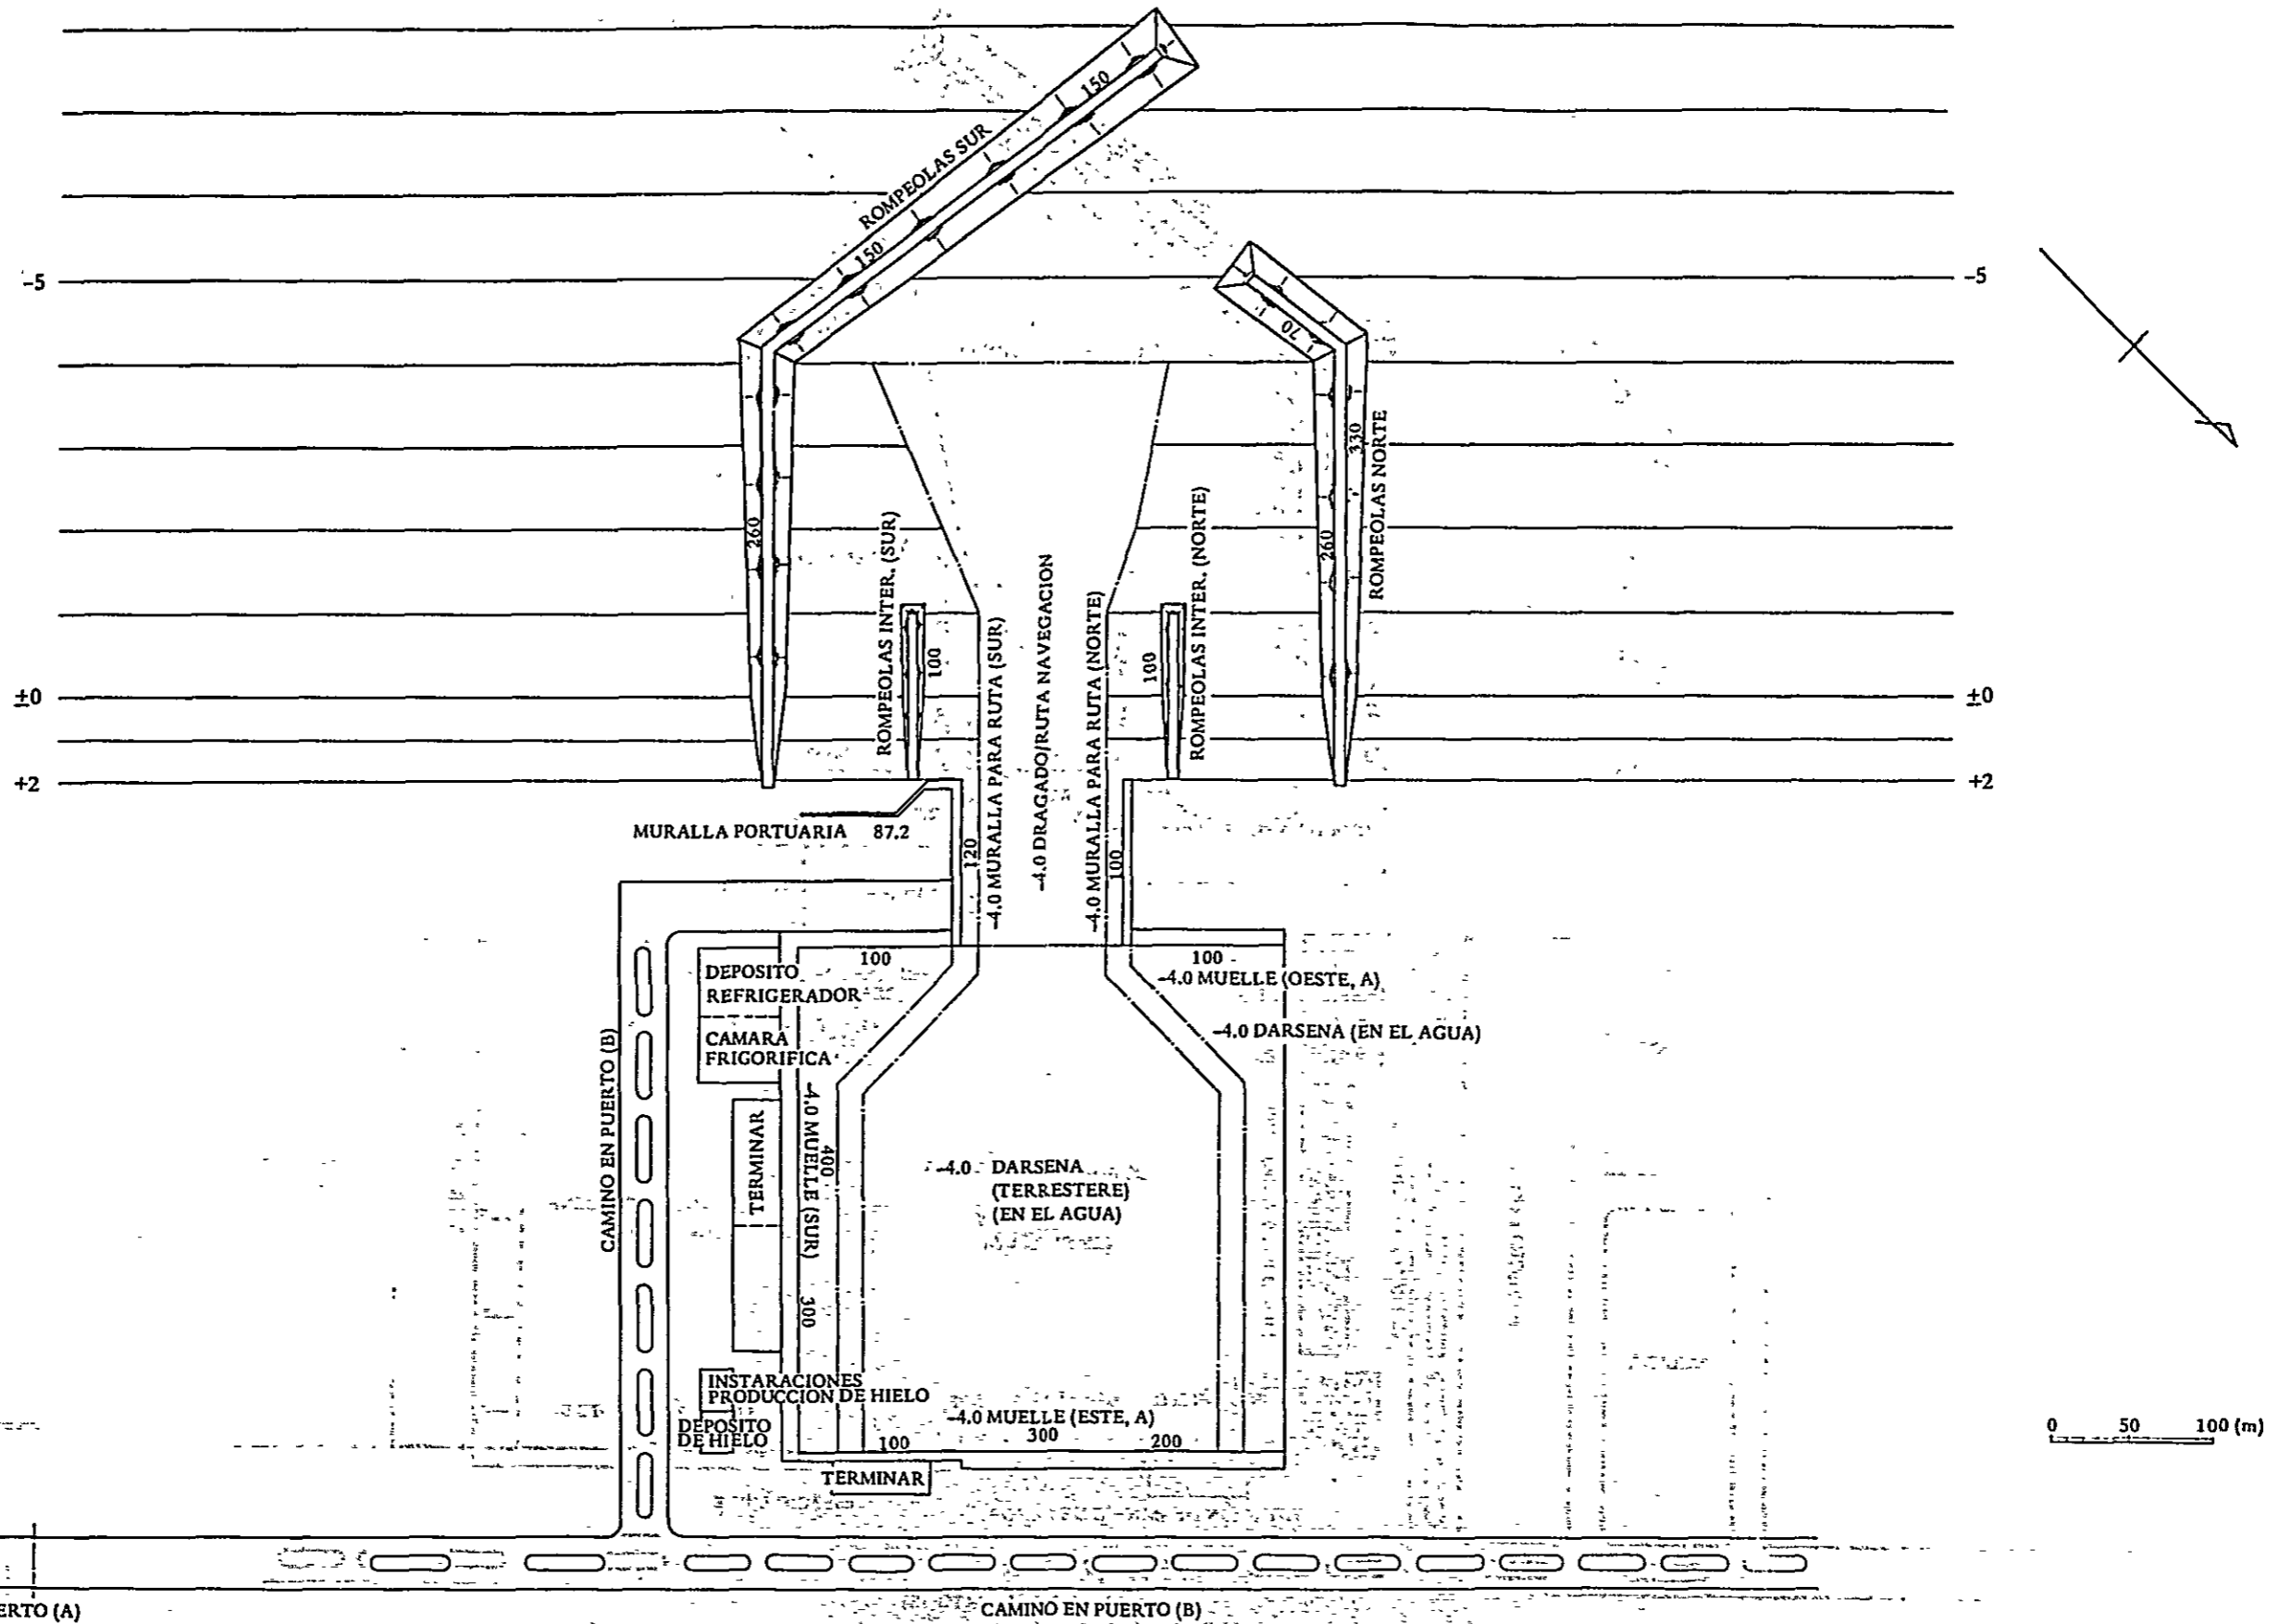 150
ROMPEOLAS SUR
150
-5
-5
70
330
ROMPEOLAS NORTE
260
260
ROMPEOLAS INTER. (SUR)
100
-4.0 MURALLA PARA RUTA (SUR)
-4.0 DRAGADO/RUTA NAVEGACION
-4.0 MURALLA PARA RUTA (NORTE)
100
ROMPEOLAS INTER. (NORTE)
±0
±0
+2
+2
MURALLA PORTUARIA 87.2
120
100
100
100
DEPOSITO
REFRIGERADOR
-4.0 MUELLE (OESTE, A)
CAMARA
FRIGORIFICA
-4.0 DARSENA (EN EL AGUA)
CAMINO EN PUERTO (B)
TERMINAR
-4.0 MUELLE (SUR)
400
300
-4.0 DARSENA
(TERRESTERE)
(EN EL AGUA)
INSTARACIONES
PRODUCCION DE HIELO
DEPOSITO
DE HIELO
-4.0 MUELLE (ESTE, A)
100
300
200
TERMINAR
0 50 100 (m)
ERTO (A)
CAMINO EN PUERTO (B)